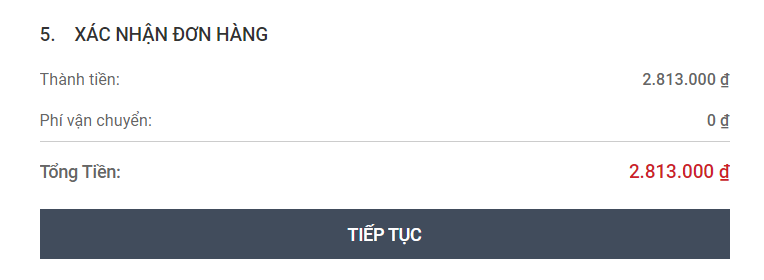 5. XÁC NHẬN ĐƠN HÀNG
Thành tiền: 2.813.000 ₫
Phí vận chuyển: 0 ₫
Tổng Tiền: 2.813.000 ₫
TIẾP TỤC